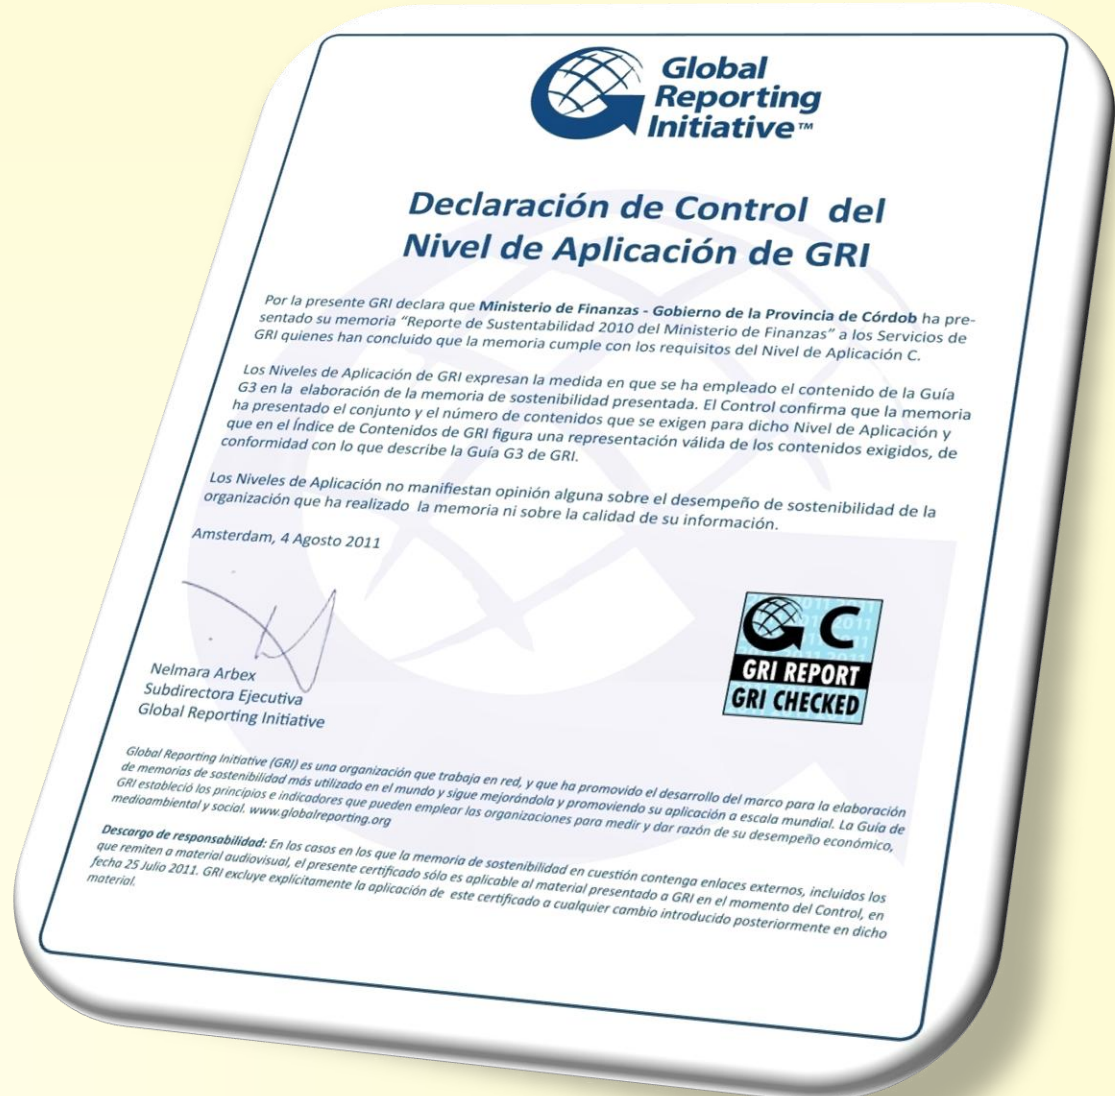 Global
Reporting
Initiative™
Declaración de Control del
Nivel de Aplicación de GRI
Por la presente GRI declara que Ministerio de Finanzas - Gobierno de la Provincia de Córdob ha pre-
sentado su memoria “Reporte de Sustentabilidad 2010 del Ministerio de Finanzas” a los Servicios de
GRI quienes han concluido que la memoria cumple con los requisitos del Nivel de Aplicación C.
Los Niveles de Aplicación de GRI expresan la medida en que se ha empleado el contenido de la Guía
G3 en la elaboración de la memoria de sostenibilidad presentada. El Control confirma que la memoria
ha presentado el conjunto y el número de contenidos que se exigen para dicho Nivel de Aplicación y
que en el Índice de Contenidos de GRI figura una representación válida de los contenidos exigidos, de
conformidad con lo que describe la Guía G3 de GRI.
Los Niveles de Aplicación no manifiestan opinión alguna sobre el desempeño de sostenibilidad de la
organización que ha realizado la memoria ni sobre la calidad de su información.
Amsterdam, 4 Agosto 2011
Nelmara Arbex
Subdirectora Ejecutiva
Global Reporting Initiative
C
GRI REPORT
GRI CHECKED
Global Reporting Initiative (GRI) es una organización que trabaja en red, y que ha promovido el desarrollo del marco para la elaboración
de memorias de sostenibilidad más utilizado en el mundo y sigue mejorándola y promoviendo su aplicación a escala mundial. La Guía de
GRI estableció los principios e indicadores que pueden emplear las organizaciones para medir y dar razón de su desempeño económico,
medioambiental y social. www.globalreporting.org
Descargo de responsabilidad: En los casos en los que la memoria de sostenibilidad en cuestión contenga enlaces externos, incluidos los
que remiten a material audiovisual, el presente certificado sólo es aplicable al material presentado a GRI en el momento del Control, en
fecha 25 Julio 2011. GRI excluye explícitamente la aplicación de este certificado a cualquier cambio introducido posteriormente en dicho
material.